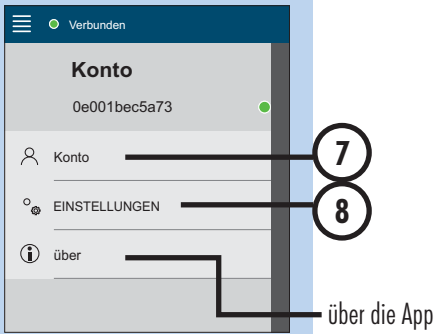 Verbunden
Konto
0e001bec5a73
Konto
7
EINSTELLUNGEN
8
über
über die App